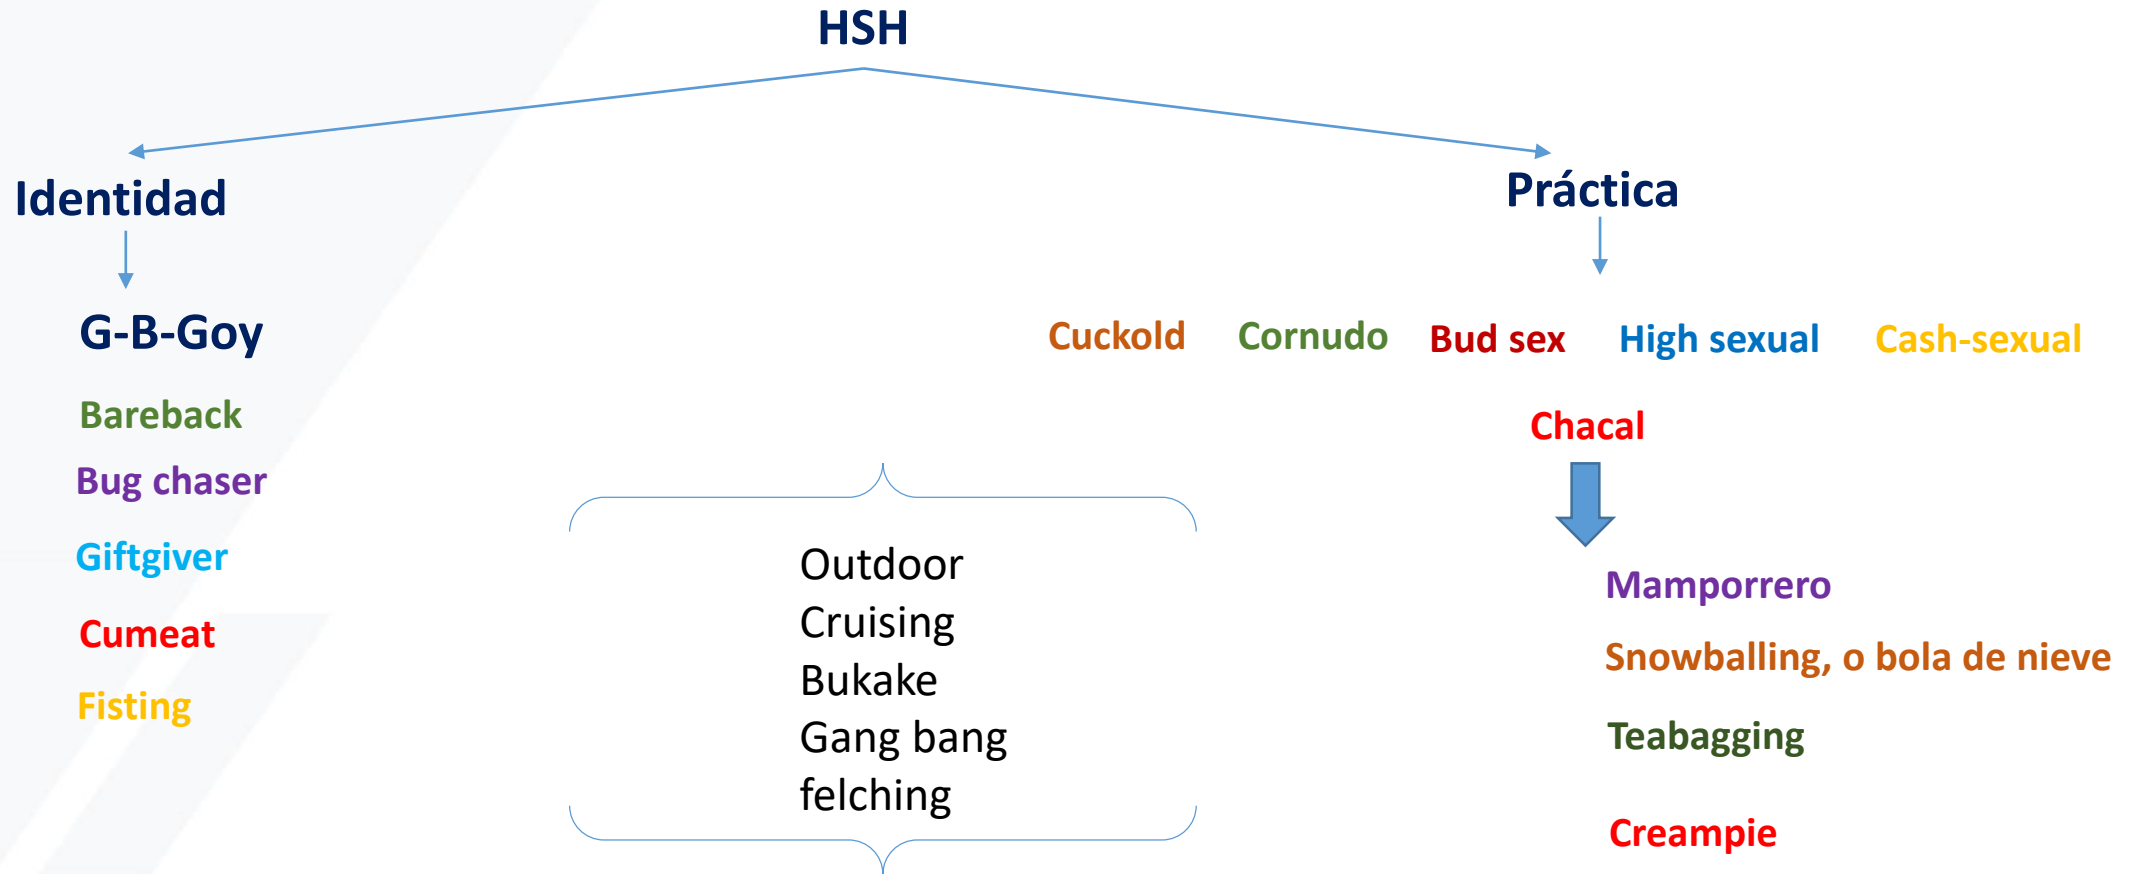 HSH
Identidad
Práctica
G-B-Goy
Bareback
Bug chaser
Giftgiver
Cumeat
Fisting
Cuckold
Cornudo
Bud sex
High sexual
Cash-sexual
Chacal
Outdoor
Cruising
Bukake
Gang bang
felching
Mamporrero
Snowballing, o bola de nieve
Teabagging
Creampie